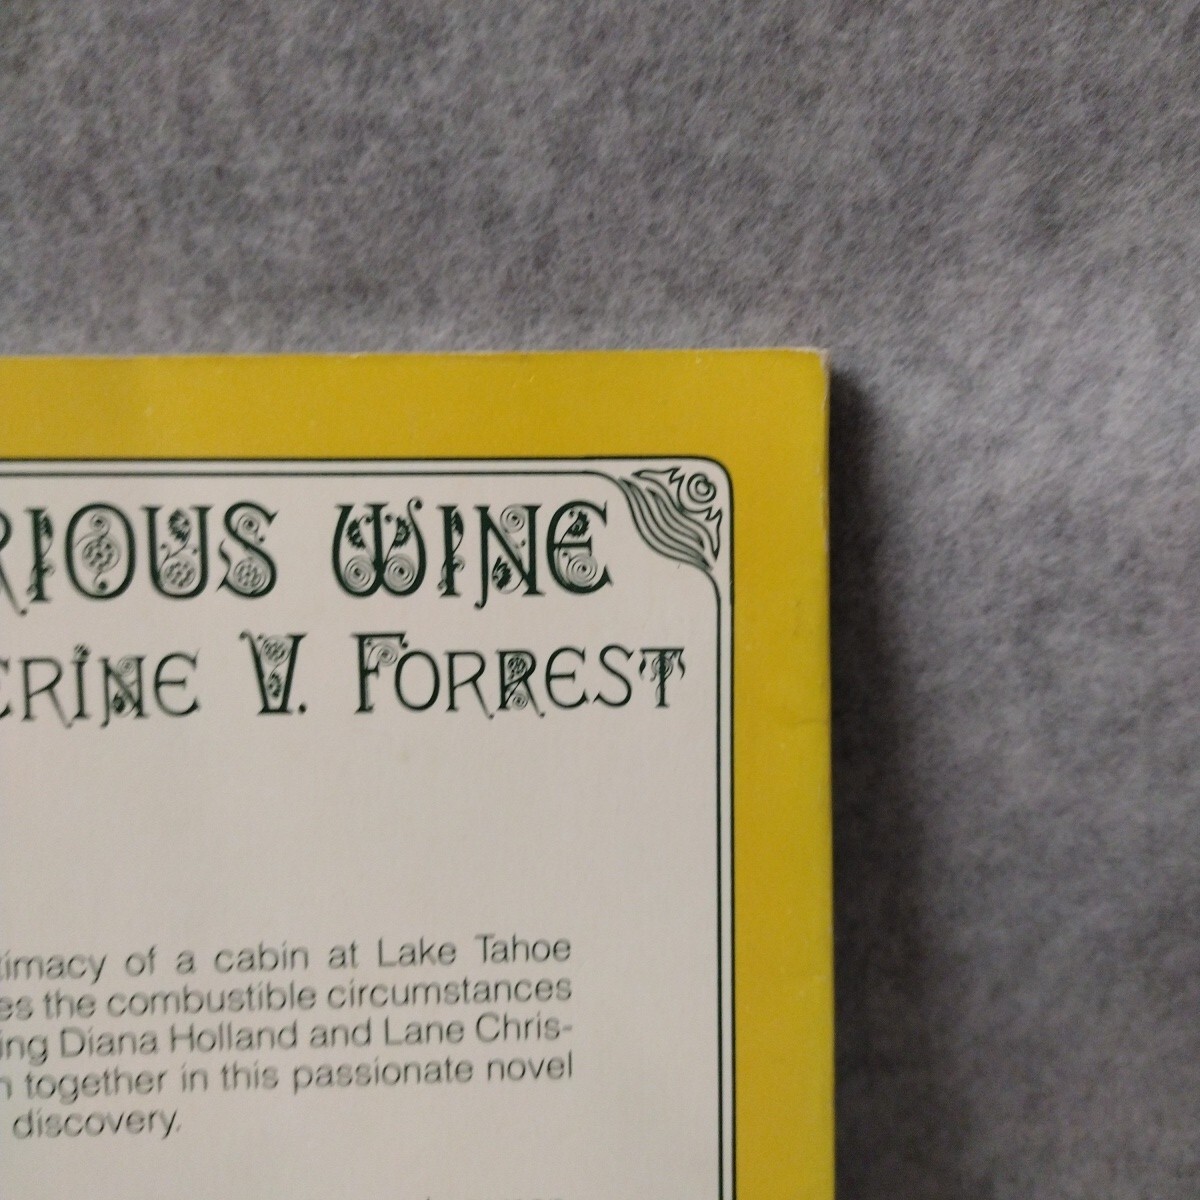 RIOUS WINE
ERINE V. FORREST
timacy of a cabin at Lake Tahoe
es the combustible circumstances
ing Diana Holland and Lane Chris-
n together in this passionate novel
discovery.